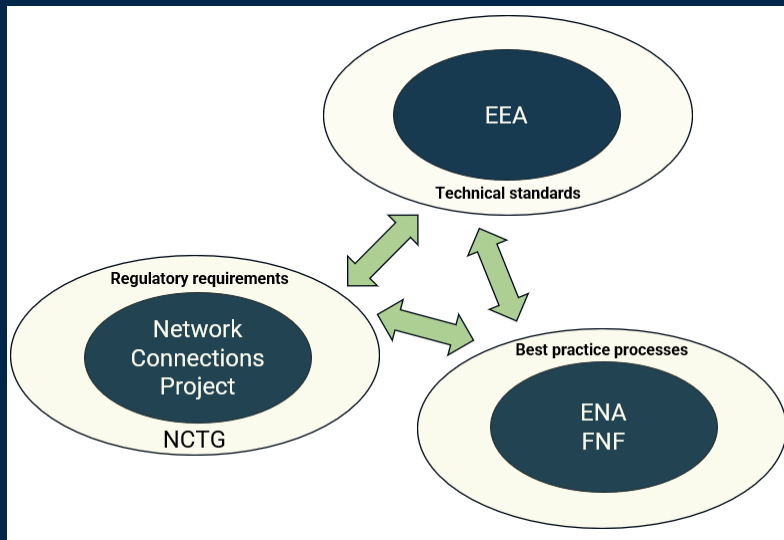 EEA
Technical standards
Regulatory requirements
Network
Connections
Project
NCTG
Best practice processes
ENA
FNF